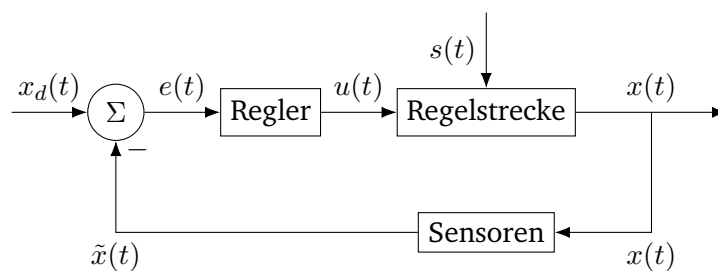 s(t)
x_d(t) Σ e(t) Regler u(t) Regelstrecke x(t)
−
Sensoren
x̃(t) x(t)